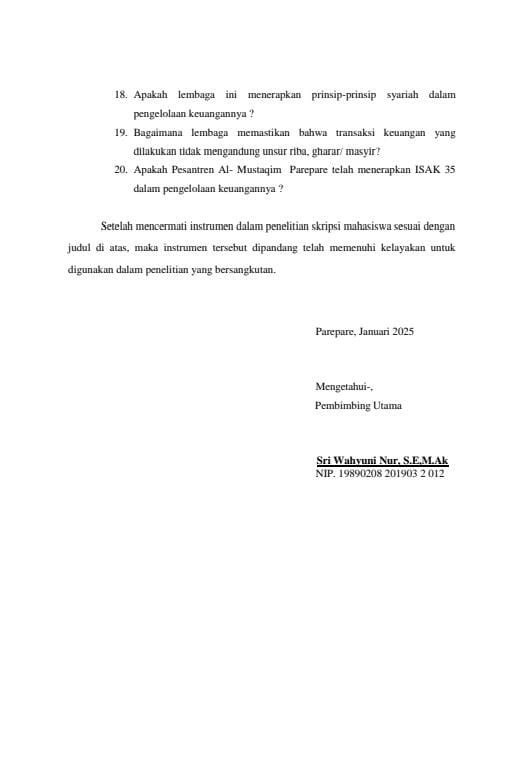 18. Apakah lembaga ini menerapkan prinsip-prinsip syariah dalam
pengelolaan keuangannya ?
19. Bagaimana lembaga memastikan bahwa transaksi keuangan yang
dilakukan tidak mengandung unsur riba, gharar/ masyir?
20. Apakah Pesantren Al- Mustaqim Parepare telah menerapkan ISAK 35
dalam pengelolaan keuangannya ?
Setelah mencermati instrumen dalam penelitian skripsi mahasiswa sesuai dengan
judul di atas, maka instrumen tersebut dipandang telah memenuhi kelayakan untuk
digunakan dalam penelitian yang bersangkutan.
Parepare, Januari 2025
Mengetahui-,
Pembimbing Utama
Sri Wahyuni Nur, S.E,M.Ak
NIP. 19890208 201903 2 012